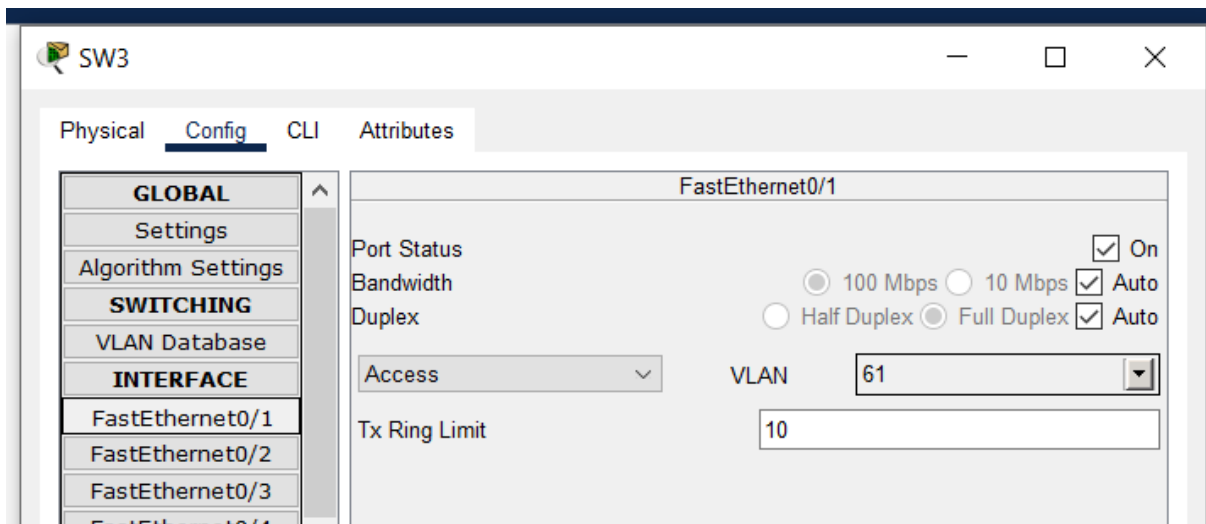 SW3
Physical Config CLI Attributes
GLOBAL
Settings
Algorithm Settings
SWITCHING
VLAN Database
INTERFACE
FastEthernet0/1
FastEthernet0/2
FastEthernet0/3
FastEthernet0/1
Port Status On
Bandwidth 100 Mbps 10 Mbps Auto
Duplex Half Duplex Full Duplex Auto
Access VLAN 61
Tx Ring Limit 10